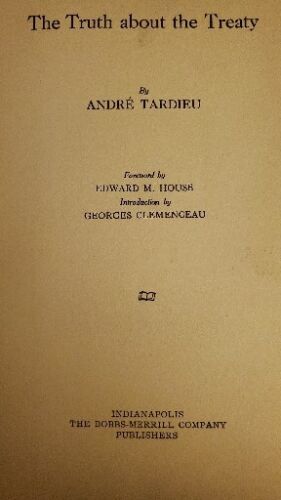 The Truth about the Treaty
By
ANDRÉ TARDIEU
Foreword by
EDWARD M. HOUSE
Introduction by
GEORGES CLEMENCEAU
INDIANAPOLIS
THE BOBBS-MERRILL COMPANY
PUBLISHERS